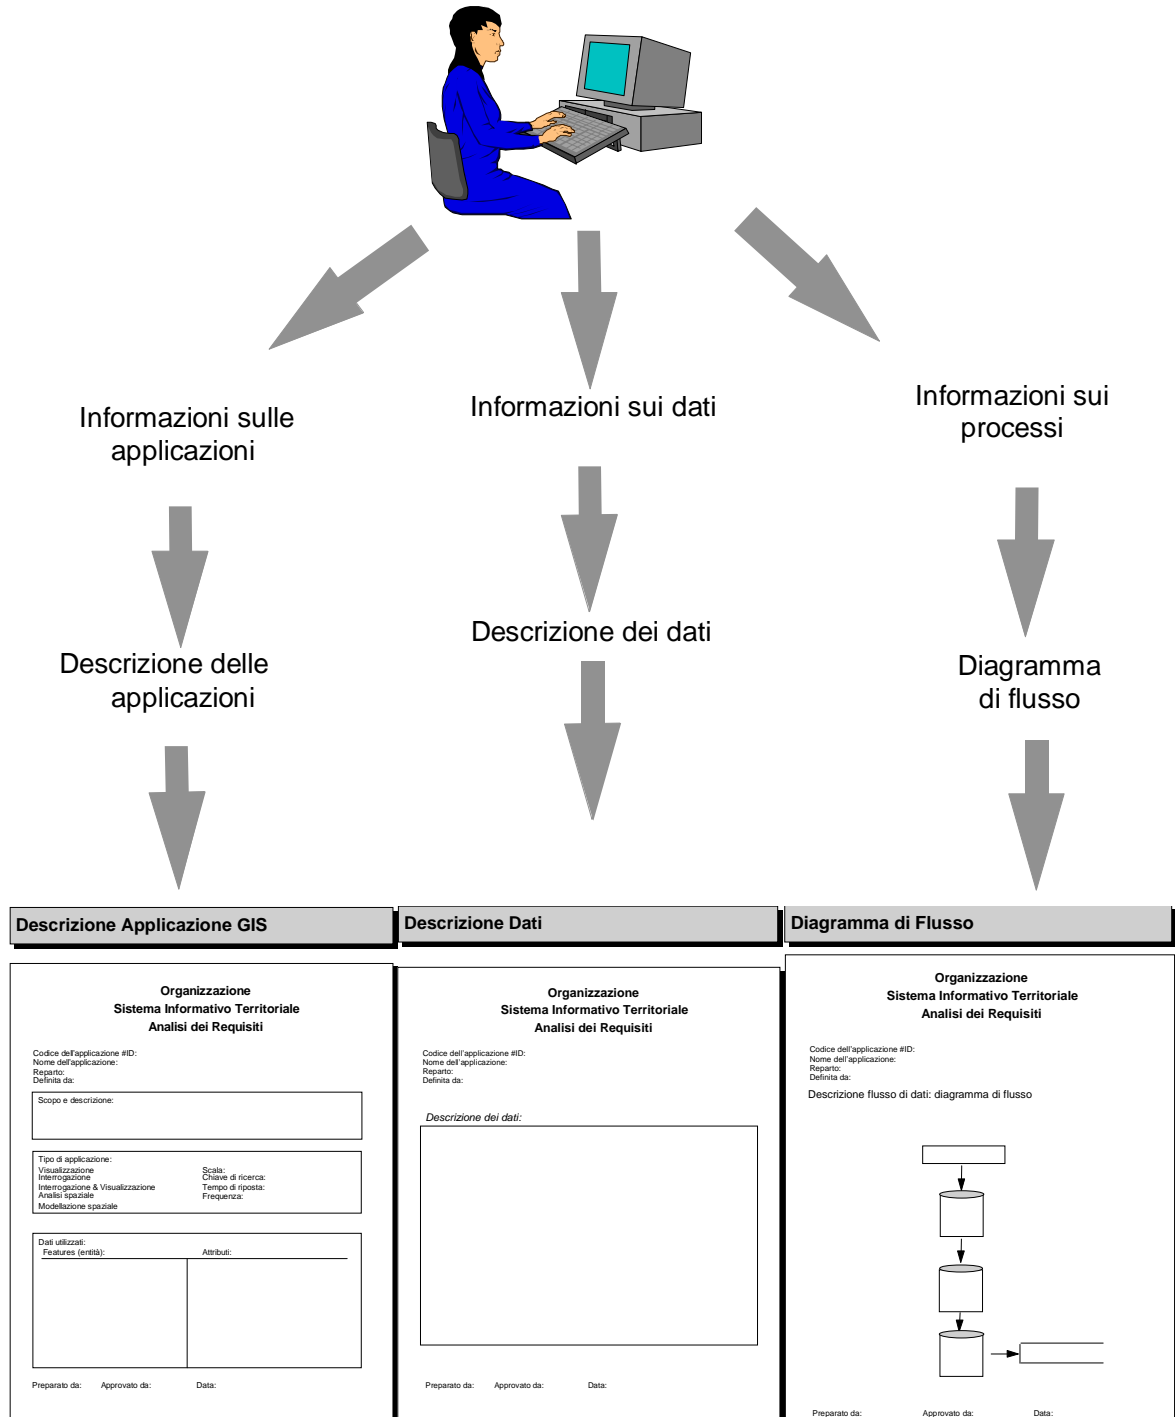 Informazioni sulle
applicazioni
Informazioni sui dati
Informazioni sui
processi
Descrizione delle
applicazioni
Descrizione dei dati
Diagramma
di flusso
Descrizione Applicazione GIS
Organizzazione
Sistema Informativo Territoriale
Analisi dei Requisiti
Codice dell'applicazione #ID:
Nome dell'applicazione:
Reparto:
Definita da:
Scopo e descrizione:
Tipo di applicazione:
Visualizzazione
Interrogazione
Interrogazione & Visualizzazione
Analisi spaziale
Modellazione spaziale
Scala:
Chiave di ricerca:
Tempo di riposta:
Frequenza:
Dati utilizzati:
Features (entità): Attributi:
Preparato da: Approvato da: Data:
Descrizione Dati
Organizzazione
Sistema Informativo Territoriale
Analisi dei Requisiti
Codice dell'applicazione #ID:
Nome dell'applicazione:
Reparto:
Definita da:
Descrizione dei dati:
Preparato da: Approvato da: Data:
Diagramma di Flusso
Organizzazione
Sistema Informativo Territoriale
Analisi dei Requisiti
Codice dell'applicazione #ID:
Nome dell'applicazione:
Reparto:
Definita da:
Descrizione flusso di dati: diagramma di flusso
Preparato da: Approvato da: Data: